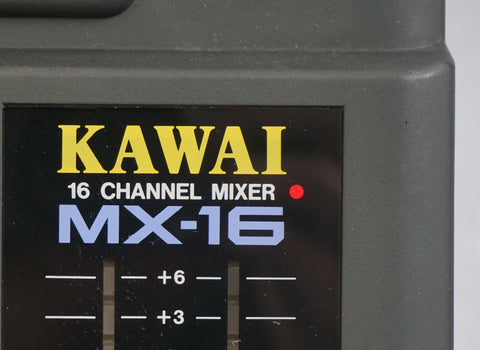 KAWAI
16 CHANNEL MIXER
MX-16
+6
+3